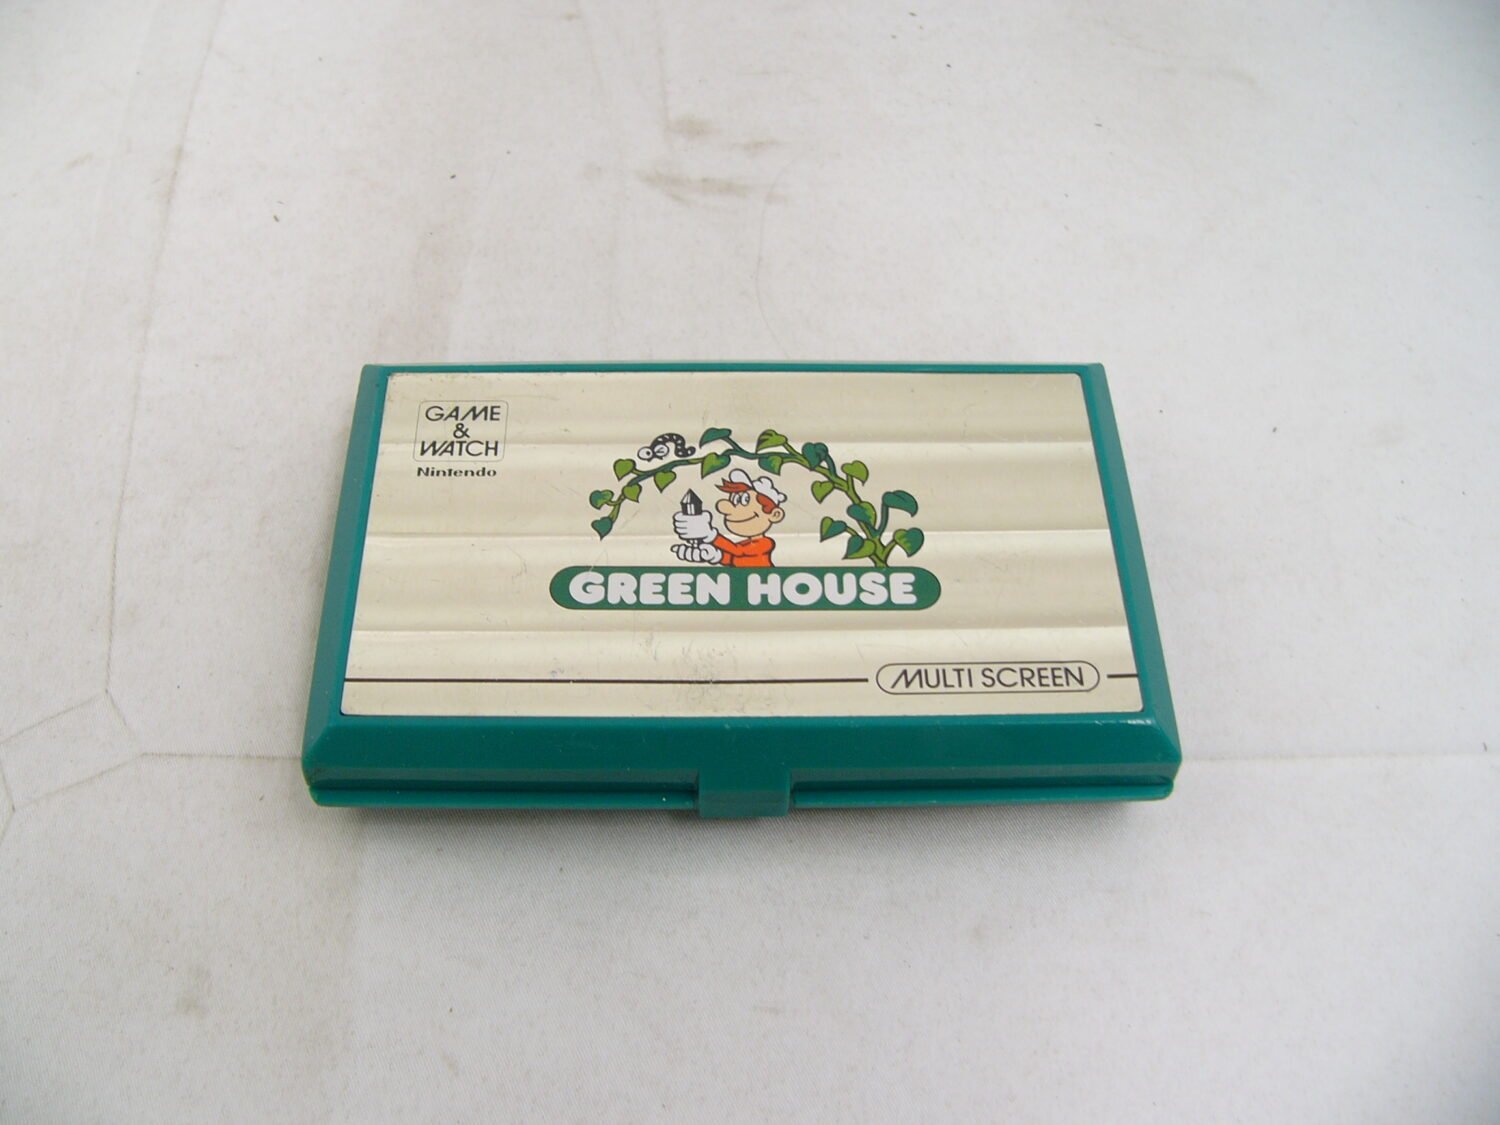 GAME
&
WATCH
Nintendo
GREEN HOUSE
MULTI SCREEN